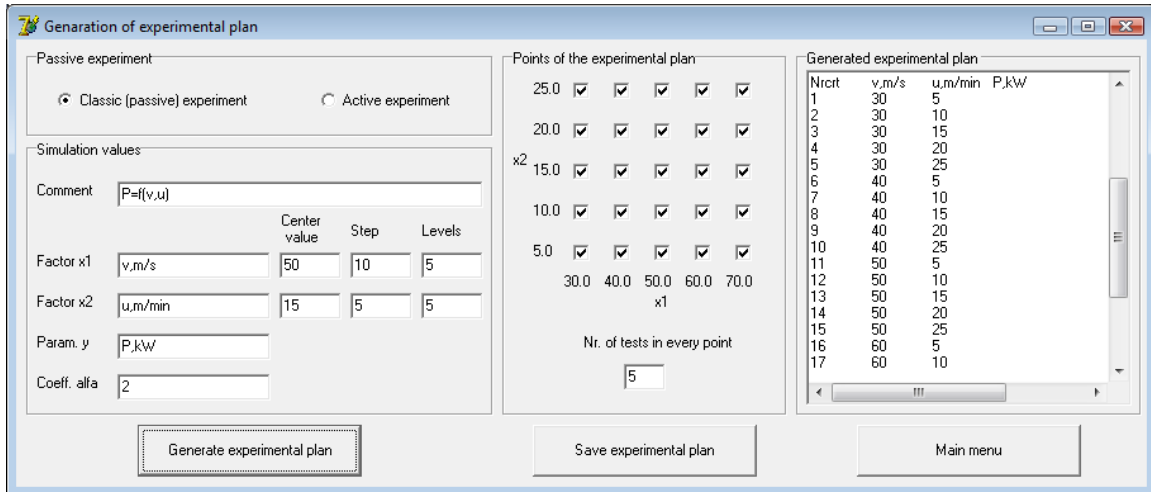 Genaration of experimental plan
Passive experiment
Classic (passive) experiment Active experiment
Simulation values
Comment P=f(v,u)
Center value Step Levels
Factor x1 v,m/s 50 10 5
Factor x2 u,m/min 15 5 5
Param. y P,kW
Coeff. alfa 2
Generate experimental plan
Points of the experimental plan
25.0
20.0
x2 15.0
10.0
5.0
30.0 40.0 50.0 60.0 70.0
x1
Nr. of tests in every point
5
Save experimental plan
Generated experimental plan
Nrcrt v,m/s u,m/min P,kW
1 30 5
2 30 10
3 30 15
4 30 20
5 30 25
6 40 5
7 40 10
8 40 15
9 40 20
10 40 25
11 50 5
12 50 10
13 50 15
14 50 20
15 50 25
16 60 5
17 60 10
Main menu